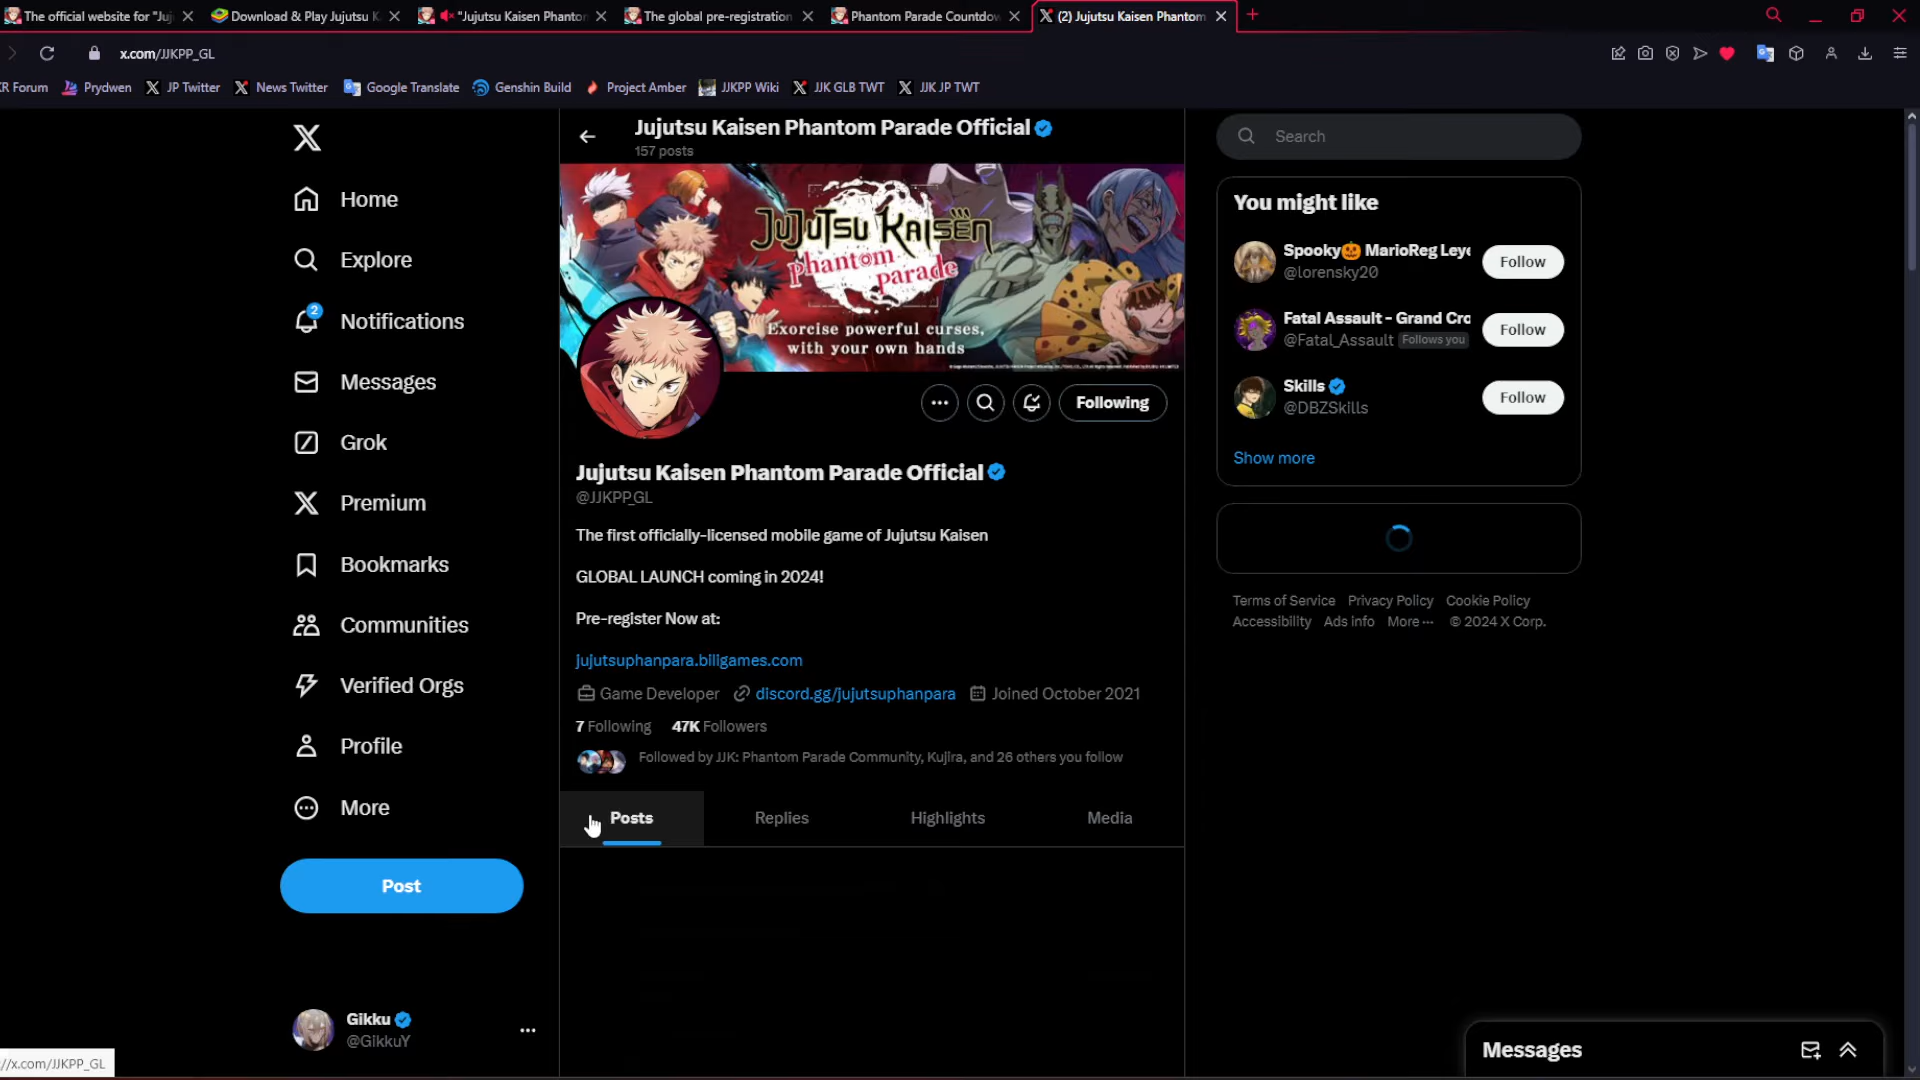 The official website for "Juj
Download & Play Jujutsu K
"Jujutsu Kaisen Phanton
The global pre-registration
Phantom Parade Countdow
(2) Jujutsu Kaisen Phantom
x.com/JJKPP_GL
R Forum
Prydwen
JP Twitter
News Twitter
Google Translate
Genshin Build
Project Amber
JJKPP Wiki
JJK GLB TWT
JJK JP TWT
Home
Explore
2
Notifications
Messages
Grok
Premium
Bookmarks
Communities
Verified Orgs
Profile
More
Post
Gikku
@GikkuY
//x.com/JJKPP_GL
Jujutsu Kaisen Phantom Parade Official
157 posts
JUJUTSU KAISEN
phantom
parade
Exorcise powerful curses,
with your own hands
Following
Jujutsu Kaisen Phantom Parade Official
@JJKPP_GL
The first officially-licensed mobile game of Jujutsu Kaisen
GLOBAL LAUNCH coming in 2024!
Pre-register Now at:
jujutsuphanpara.biligames.com
Game Developer discord.gg/jujutsuphanpara Joined October 2021
7 Following 47K Followers
Followed by JJK: Phantom Parade Community, Kujira, and 26 others you follow
Posts
Replies
Highlights
Media
Search
You might like
Spooky🎃 MarioReg Leye
@lorensky20
Follow
Fatal Assault - Grand Cro
@Fatal_Assault Follows you
Follow
Skills
@DBZSkills
Follow
Show more
Terms of Service Privacy Policy Cookie Policy
Accessibility Ads info More ··· © 2024 X Corp.
Messages